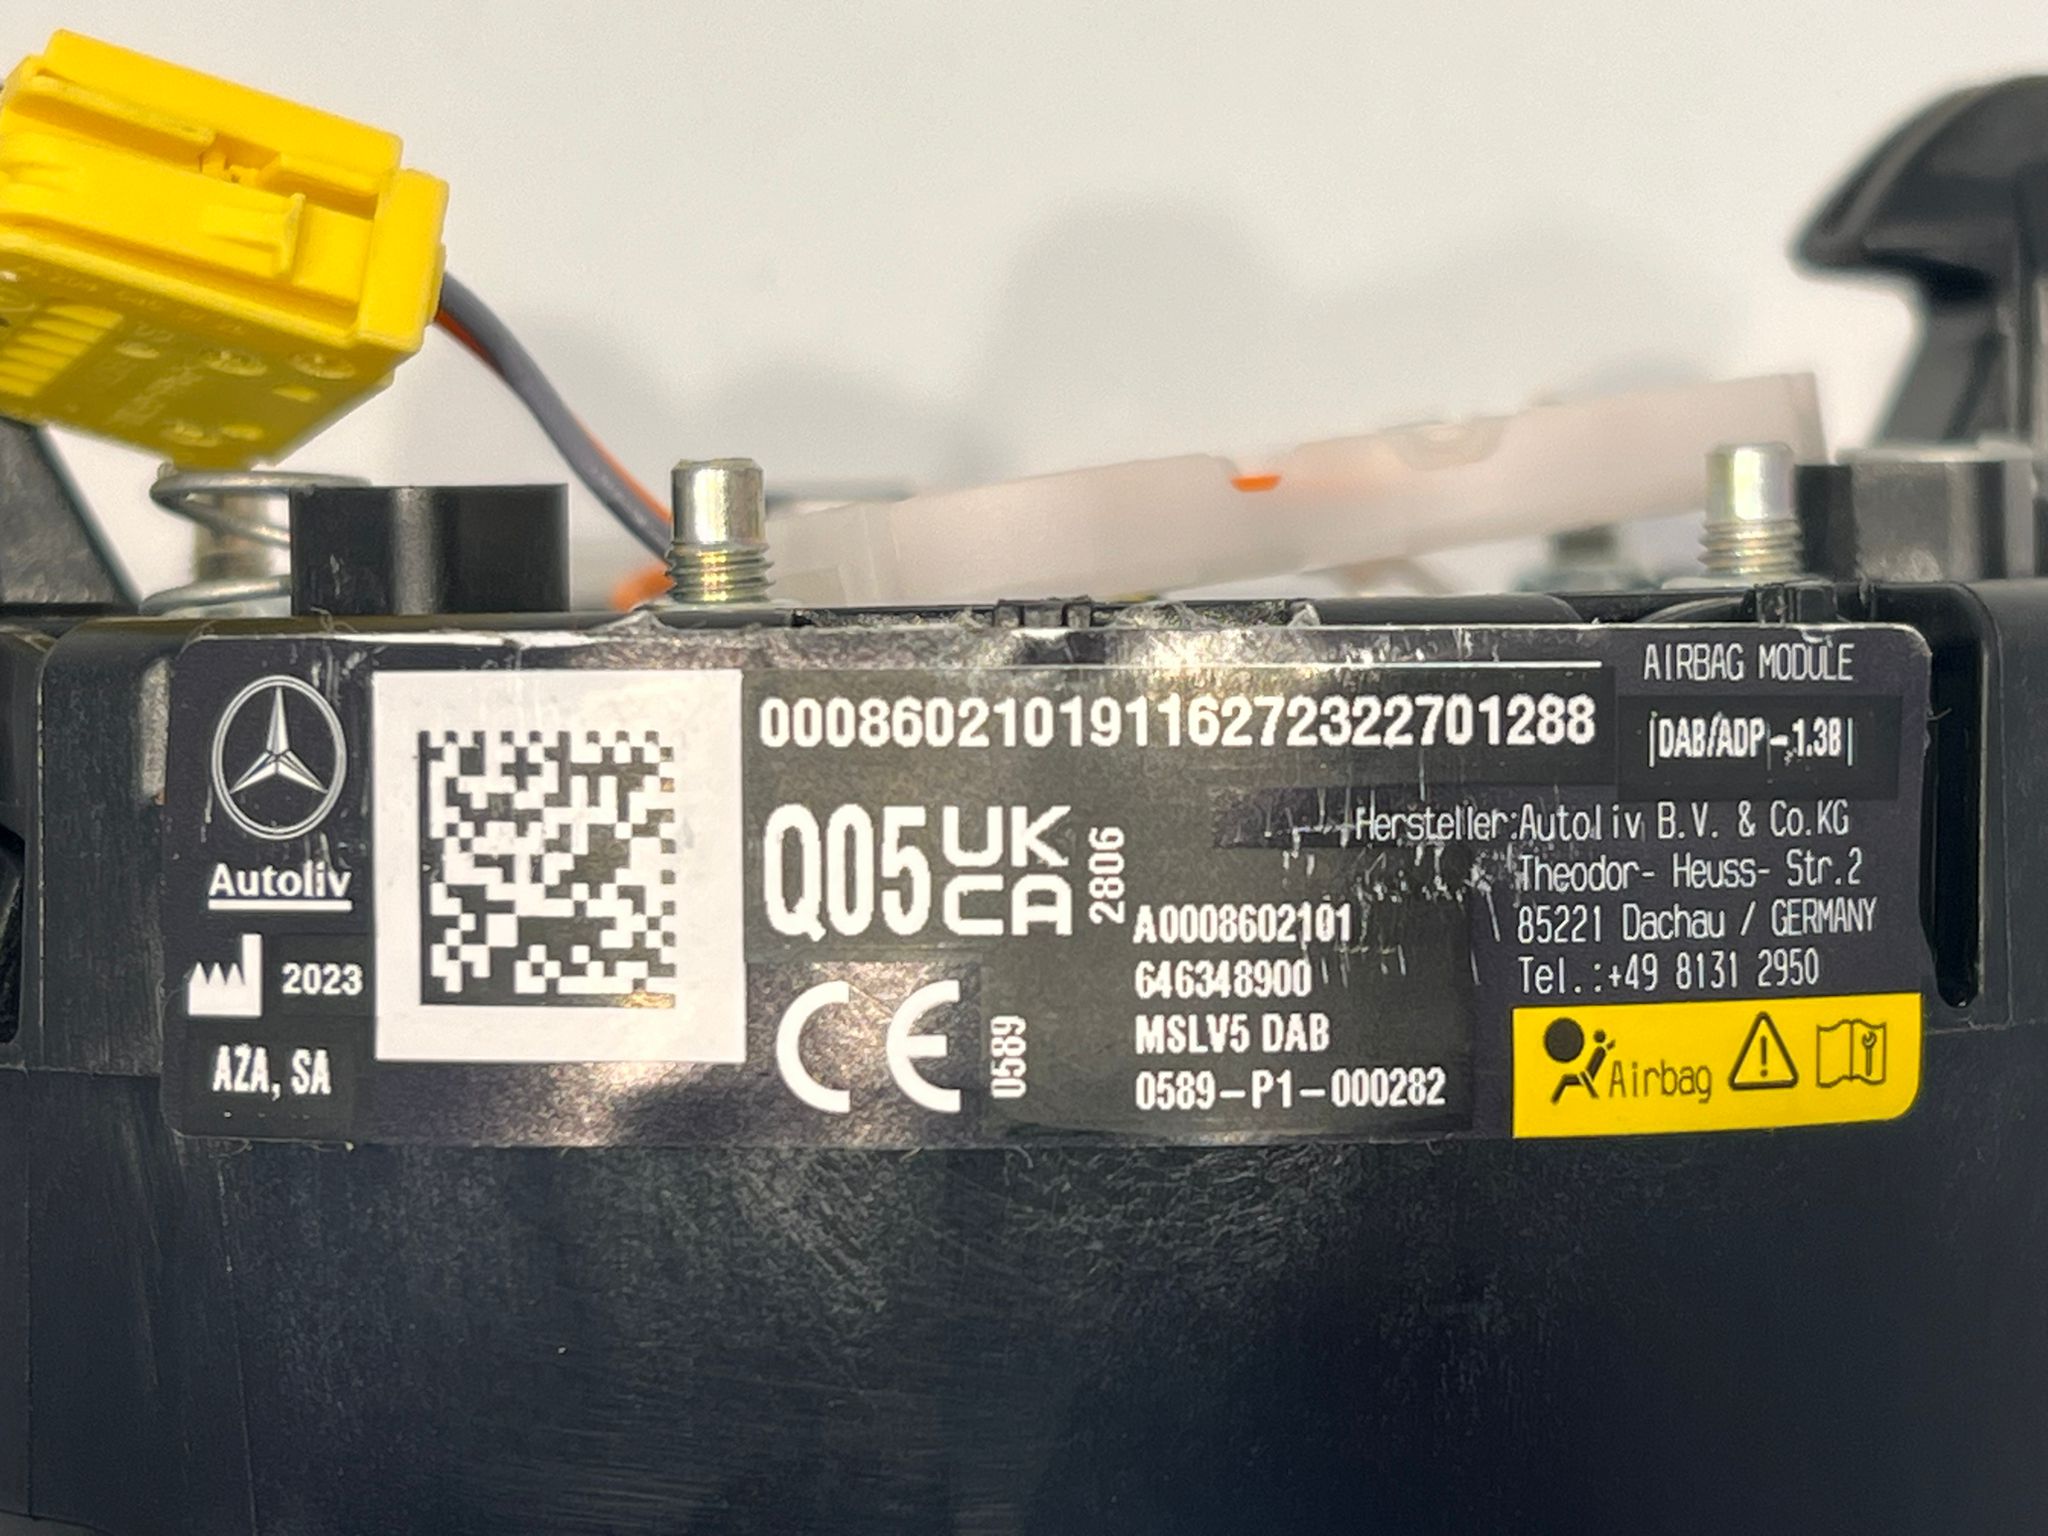 Autoliv
2023
AZA, SA
00086021019116272322701288
Q05
UK
CA
2806
CE
0589
A0008602101
646348900
MSLV5 DAB
0589-P1-000282
AIRBAG MODULE
|DAB/ADP-1.3B|
Hersteller:Autoliv B.V. & Co.KG
Theodor- Heuss- Str.2
85221 Dachau / GERMANY
Tel.:+49 8131 2950
Airbag